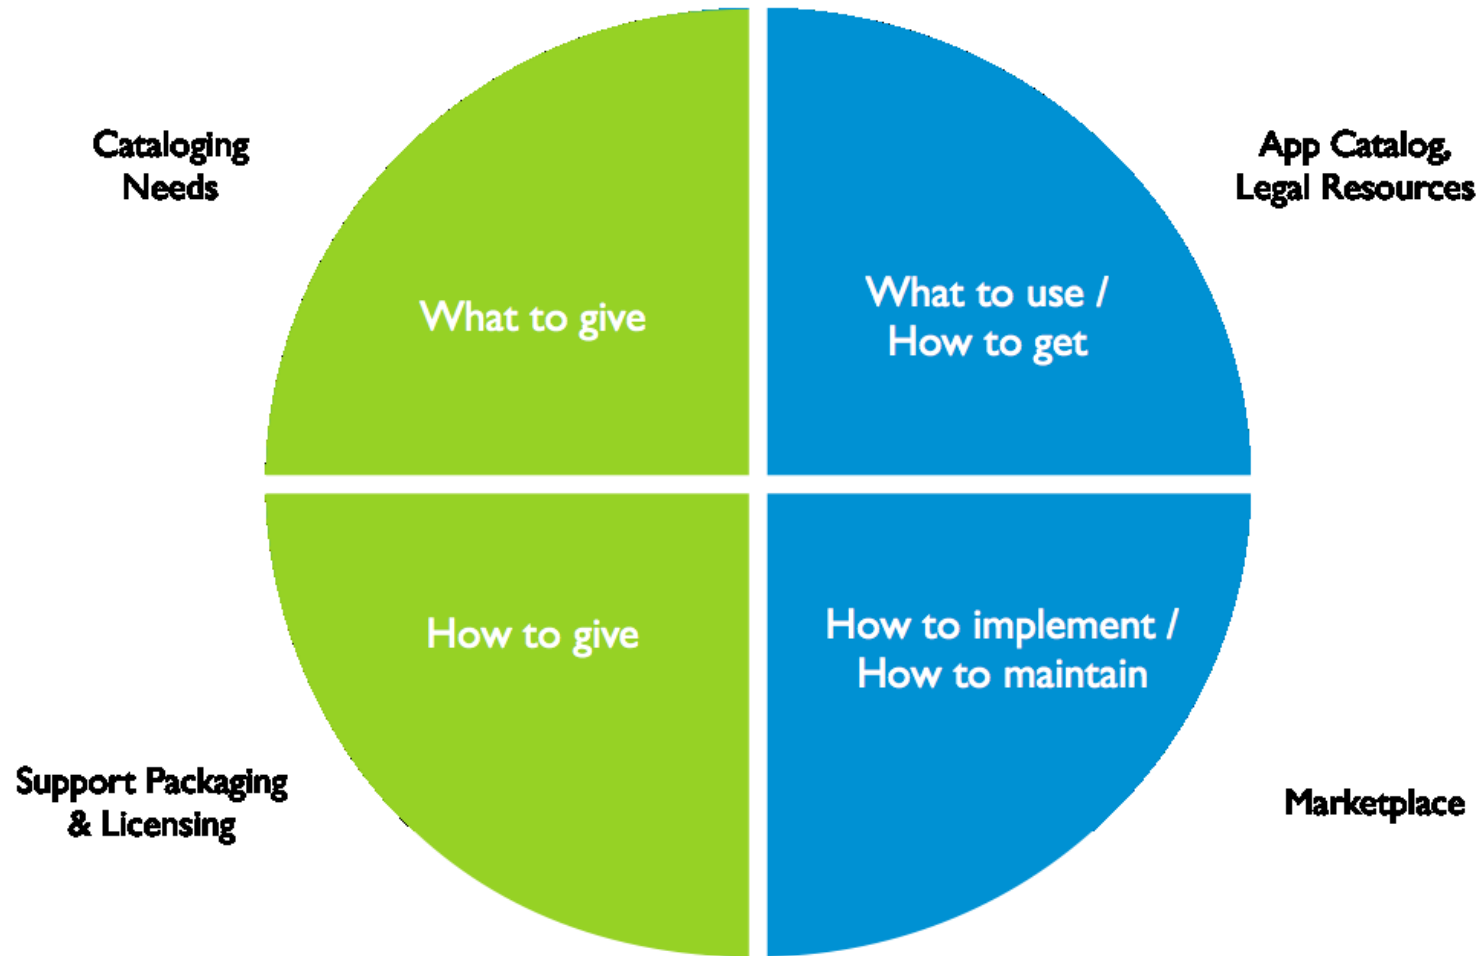 Cataloging
Needs
App Catalog,
Legal Resources
What to give
What to use /
How to get
How to give
How to implement /
How to maintain
Support Packaging
& Licensing
Marketplace